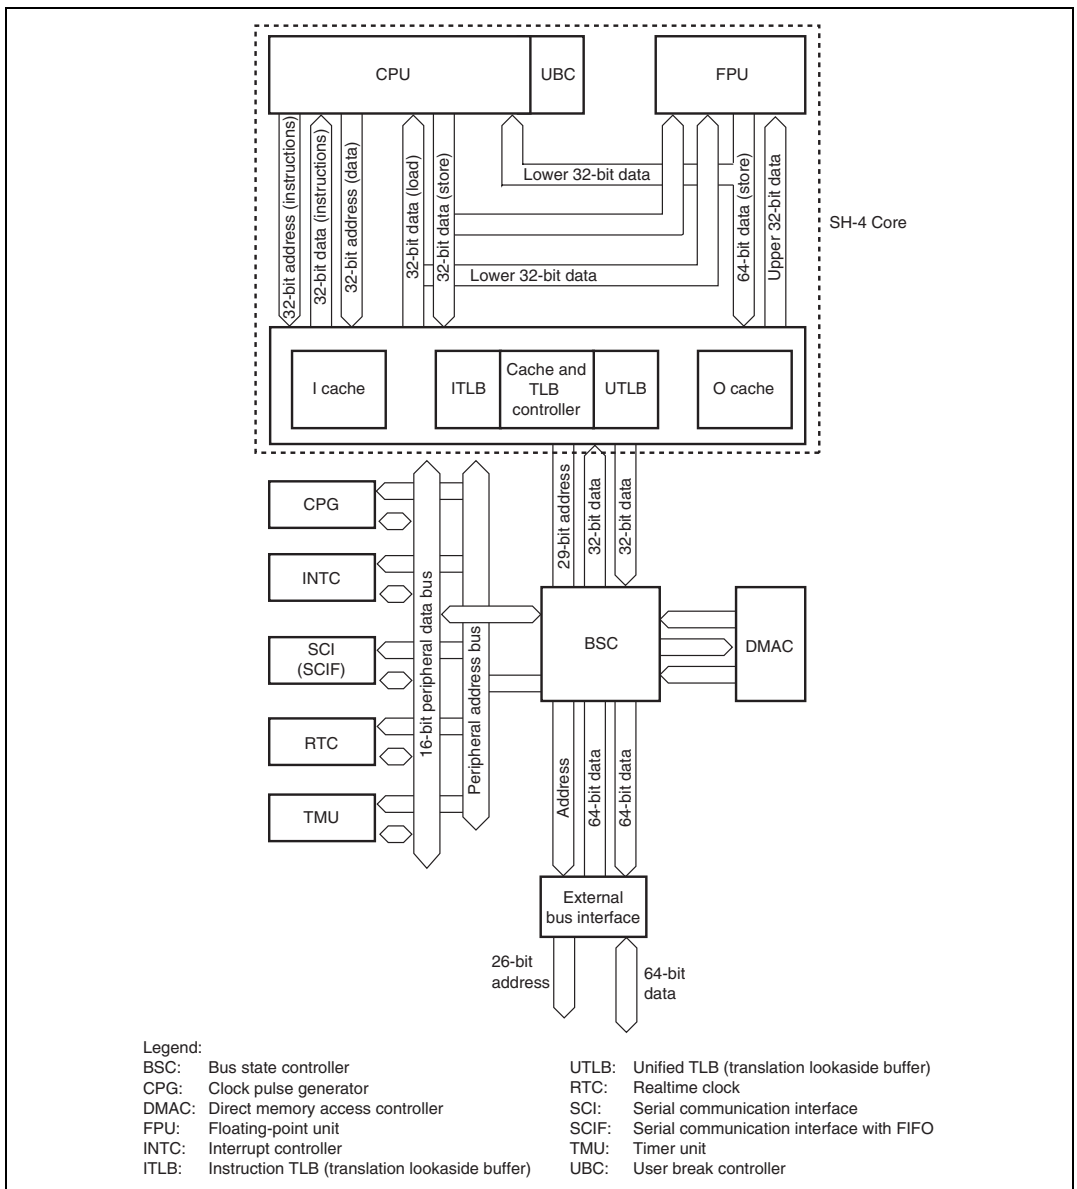 CPU
UBC
FPU
32-bit address (instructions)
32-bit data (instructions)
32-bit address (data)
32-bit data (load)
32-bit data (store)
Lower 32-bit data
Lower 32-bit data
64-bit data (store)
Upper 32-bit data
SH-4 Core
I cache
ITLB
Cache and
TLB
controller
UTLB
O cache
29-bit address
32-bit data
32-bit data
CPG
INTC
SCI
(SCIF)
RTC
TMU
16-bit peripheral data bus
Peripheral address bus
BSC
DMAC
Address
64-bit data
64-bit data
External
bus interface
26-bit
address
64-bit
data
Legend:
BSC: Bus state controller
CPG: Clock pulse generator
DMAC: Direct memory access controller
FPU: Floating-point unit
INTC: Interrupt controller
ITLB: Instruction TLB (translation lookaside buffer)
UTLB: Unified TLB (translation lookaside buffer)
RTC: Realtime clock
SCI: Serial communication interface
SCIF: Serial communication interface with FIFO
TMU: Timer unit
UBC: User break controller